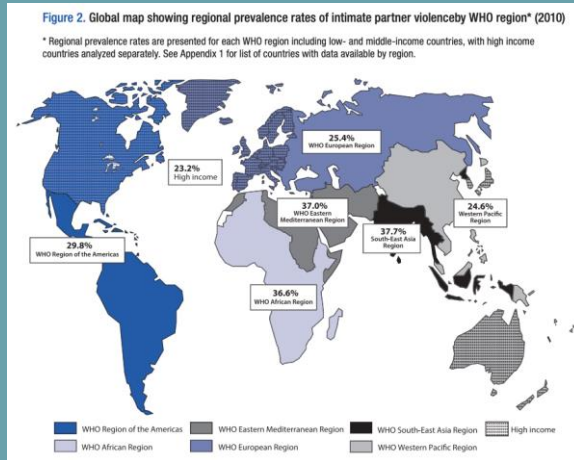 Figure 2. Global map showing regional prevalence rates of intimate partner violenceby WHO region* (2010)
* Regional prevalence rates are presented for each WHO region including low- and middle-income countries, with high income
countries analyzed separately. See Appendix 1 for list of countries with data available by region.
25.4%
WHO European Region
23.2%
High income
37.0%
WHO Eastern
Mediterranean Region
24.6%
Western Pacific
Region
37.7%
South-East Asia
Region
29.8%
WHO Region of the Americas
36.6%
WHO African Region
WHO Region of the Americas
WHO Eastern Mediterranean Region
WHO South-East Asia Region
High income
WHO African Region
WHO European Region
WHO Western Pacific Region